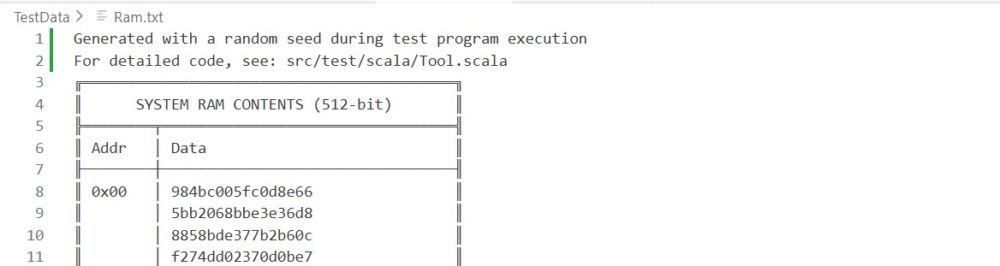 TestData > Ram.txt
1 Generated with a random seed during test program execution
2 For detailed code, see: src/test/scala/Tool.scala
3
4 SYSTEM RAM CONTENTS (512-bit)
5
6 Addr Data
7
8 0x00 984bc005fc0d8e66
9 5bb2068bbe3e36d8
10 8858bde377b2b60c
11 f274dd02370d0be7